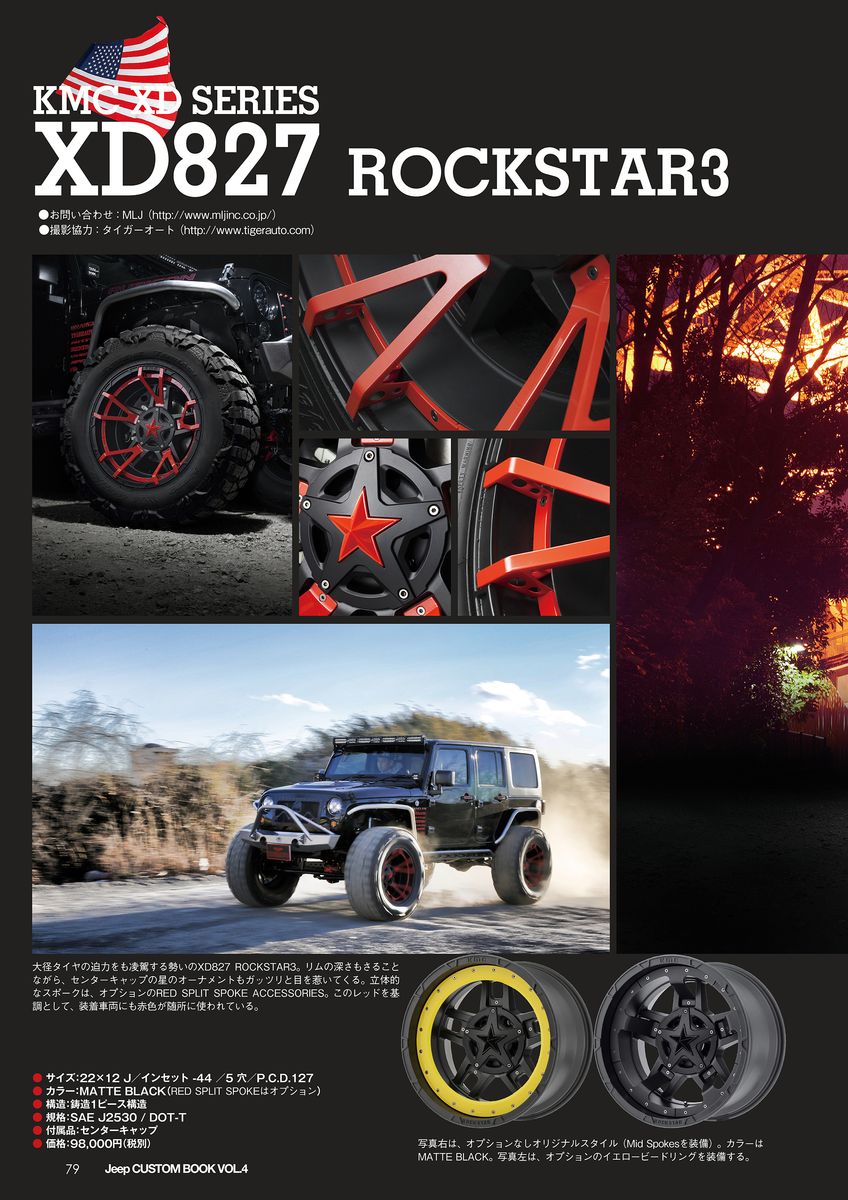 KMC XD SERIES
XD827 ROCKSTAR3
●お問い合わせ：MLJ（http://www.mljinc.co.jp/）
●撮影協力：タイガーオート（http://www.tigerauto.com）
大径タイヤの迫力をも凌駕する勢いのXD827 ROCKSTAR3。リムの深さもさること
ながら、センターキャップの星のオーナメントもガッツリと目を惹いてくる。立体的
なスポークは、オプションのRED SPLIT SPOKE ACCESSORIES。このレッドを基
調として、装着車両にも赤色が随所に使われている。
KMC
ROCKSTAR
KMC
ROCKSTAR
●サイズ：22×12 J／インセット -44 ／5 穴／P.C.D.127
●カラー：MATTE BLACK（RED SPLIT SPOKEはオプション）
●構造：鋳造1ピース構造
●規格：SAE J2530 / DOT-T
●付属品：センターキャップ
●価格：98,000円（税別）
写真右は、オプションなしオリジナルスタイル（Mid Spokesを装備）。カラーは
MATTE BLACK。写真左は、オプションのイエロービードリングを装備する。
79 Jeep CUSTOM BOOK VOL.4